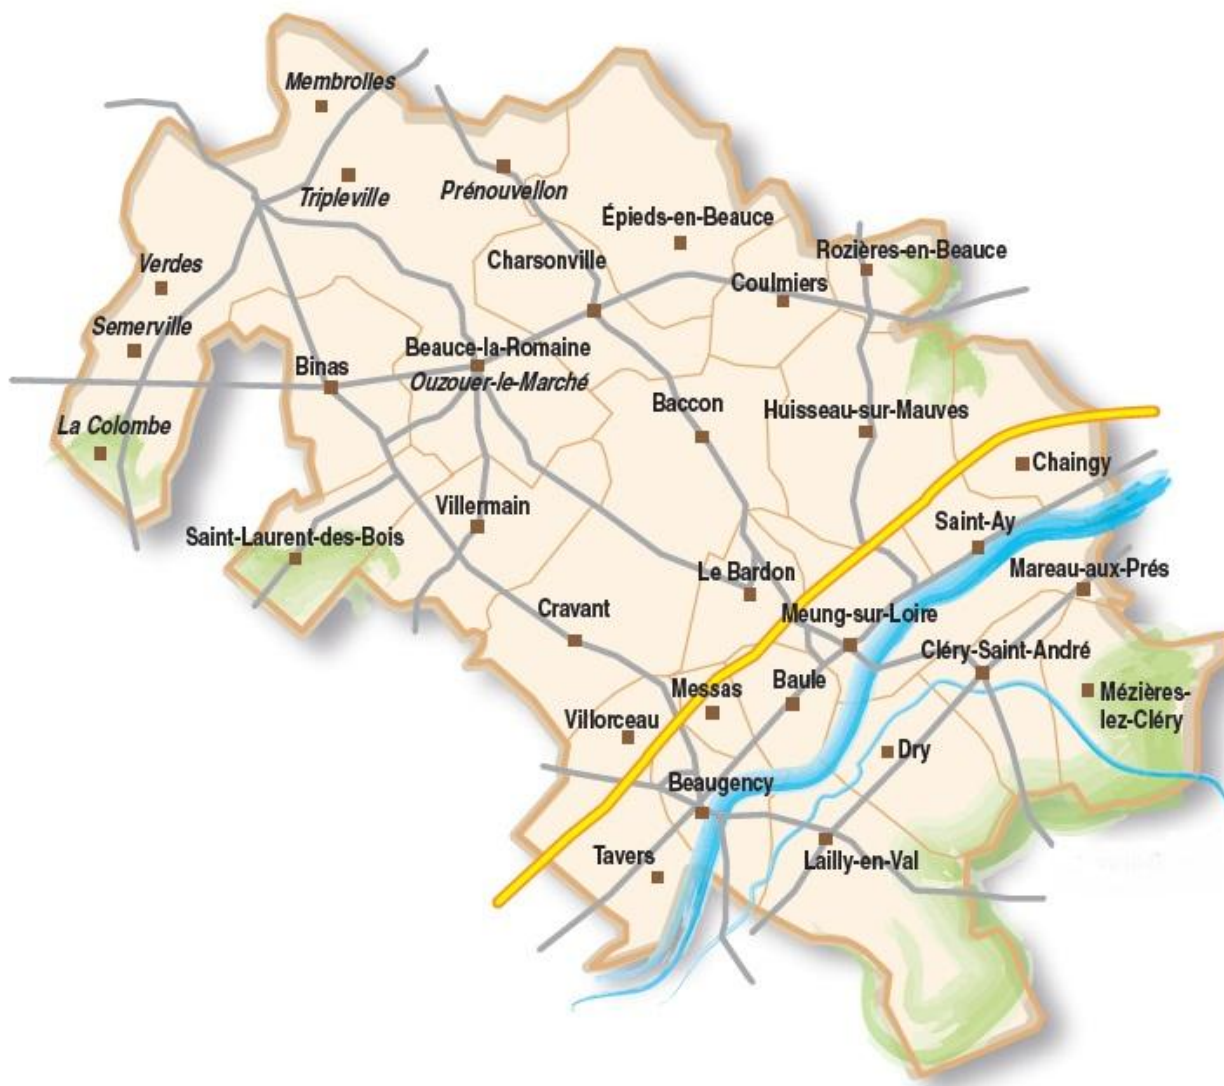 Membrolles
Tripleville
Prénouvellon
Épieds-en-Beauce
Rozières-en-Beauce
Verdes
Charsonville
Coulmiers
Semerville
Beauce-la-Romaine
Binas
Ouzouer-le-Marché
La Colombe
Baccon
Huisseau-sur-Mauves
Chaingy
Villermain
Saint-Ay
Saint-Laurent-des-Bois
Le Bardon
Mareau-aux-Prés
Cravant
Meung-sur-Loire
Cléry-Saint-André
Messas
Baule
Mézières-
lez-Cléry
Villorceau
Dry
Beaugency
Tavers
Lailly-en-Val